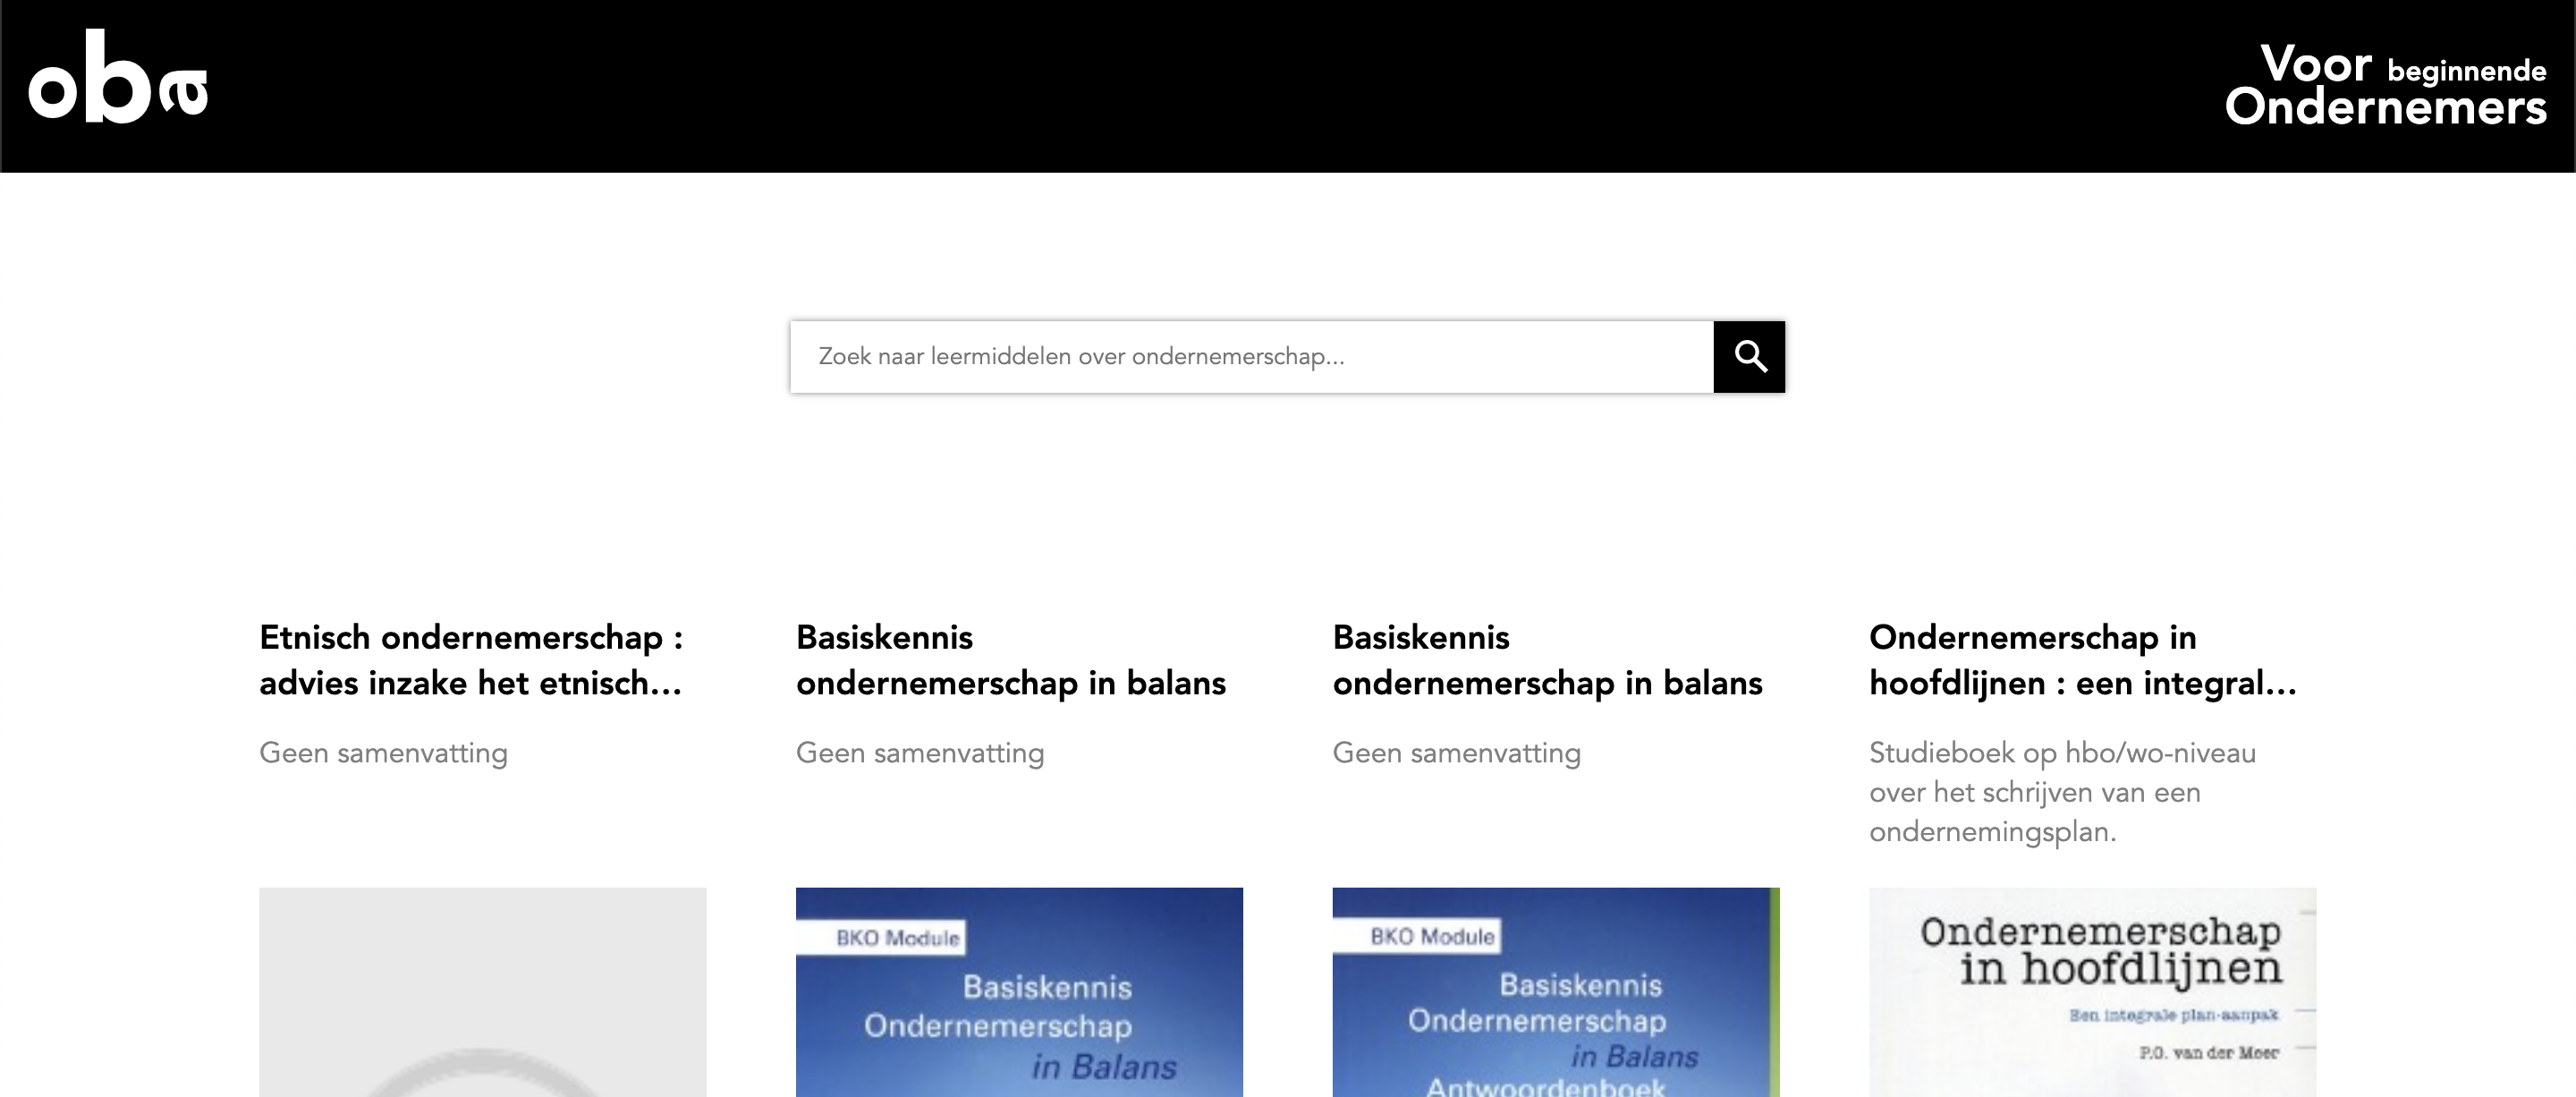 oba
Voor beginnende
Ondernemers
Zoek naar leermiddelen over ondernemerschap...
Etnisch ondernemerschap :
advies inzake het etnisch...
Geen samenvatting
Basiskennis
ondernemerschap in balans
Geen samenvatting
BKO Module
Basiskennis
Ondernemerschap
in Balans
Basiskennis
ondernemerschap in balans
Geen samenvatting
BKO Module
Basiskennis
Ondernemerschap
in Balans
Antwoordenboek
Ondernemerschap in
hoofdlijnen : een integral...
Studieboek op hbo/wo-niveau
over het schrijven van een
ondernemingsplan.
Ondernemerschap
in hoofdlijnen
Een integrale plan-aanpak
P.O. van der Meer